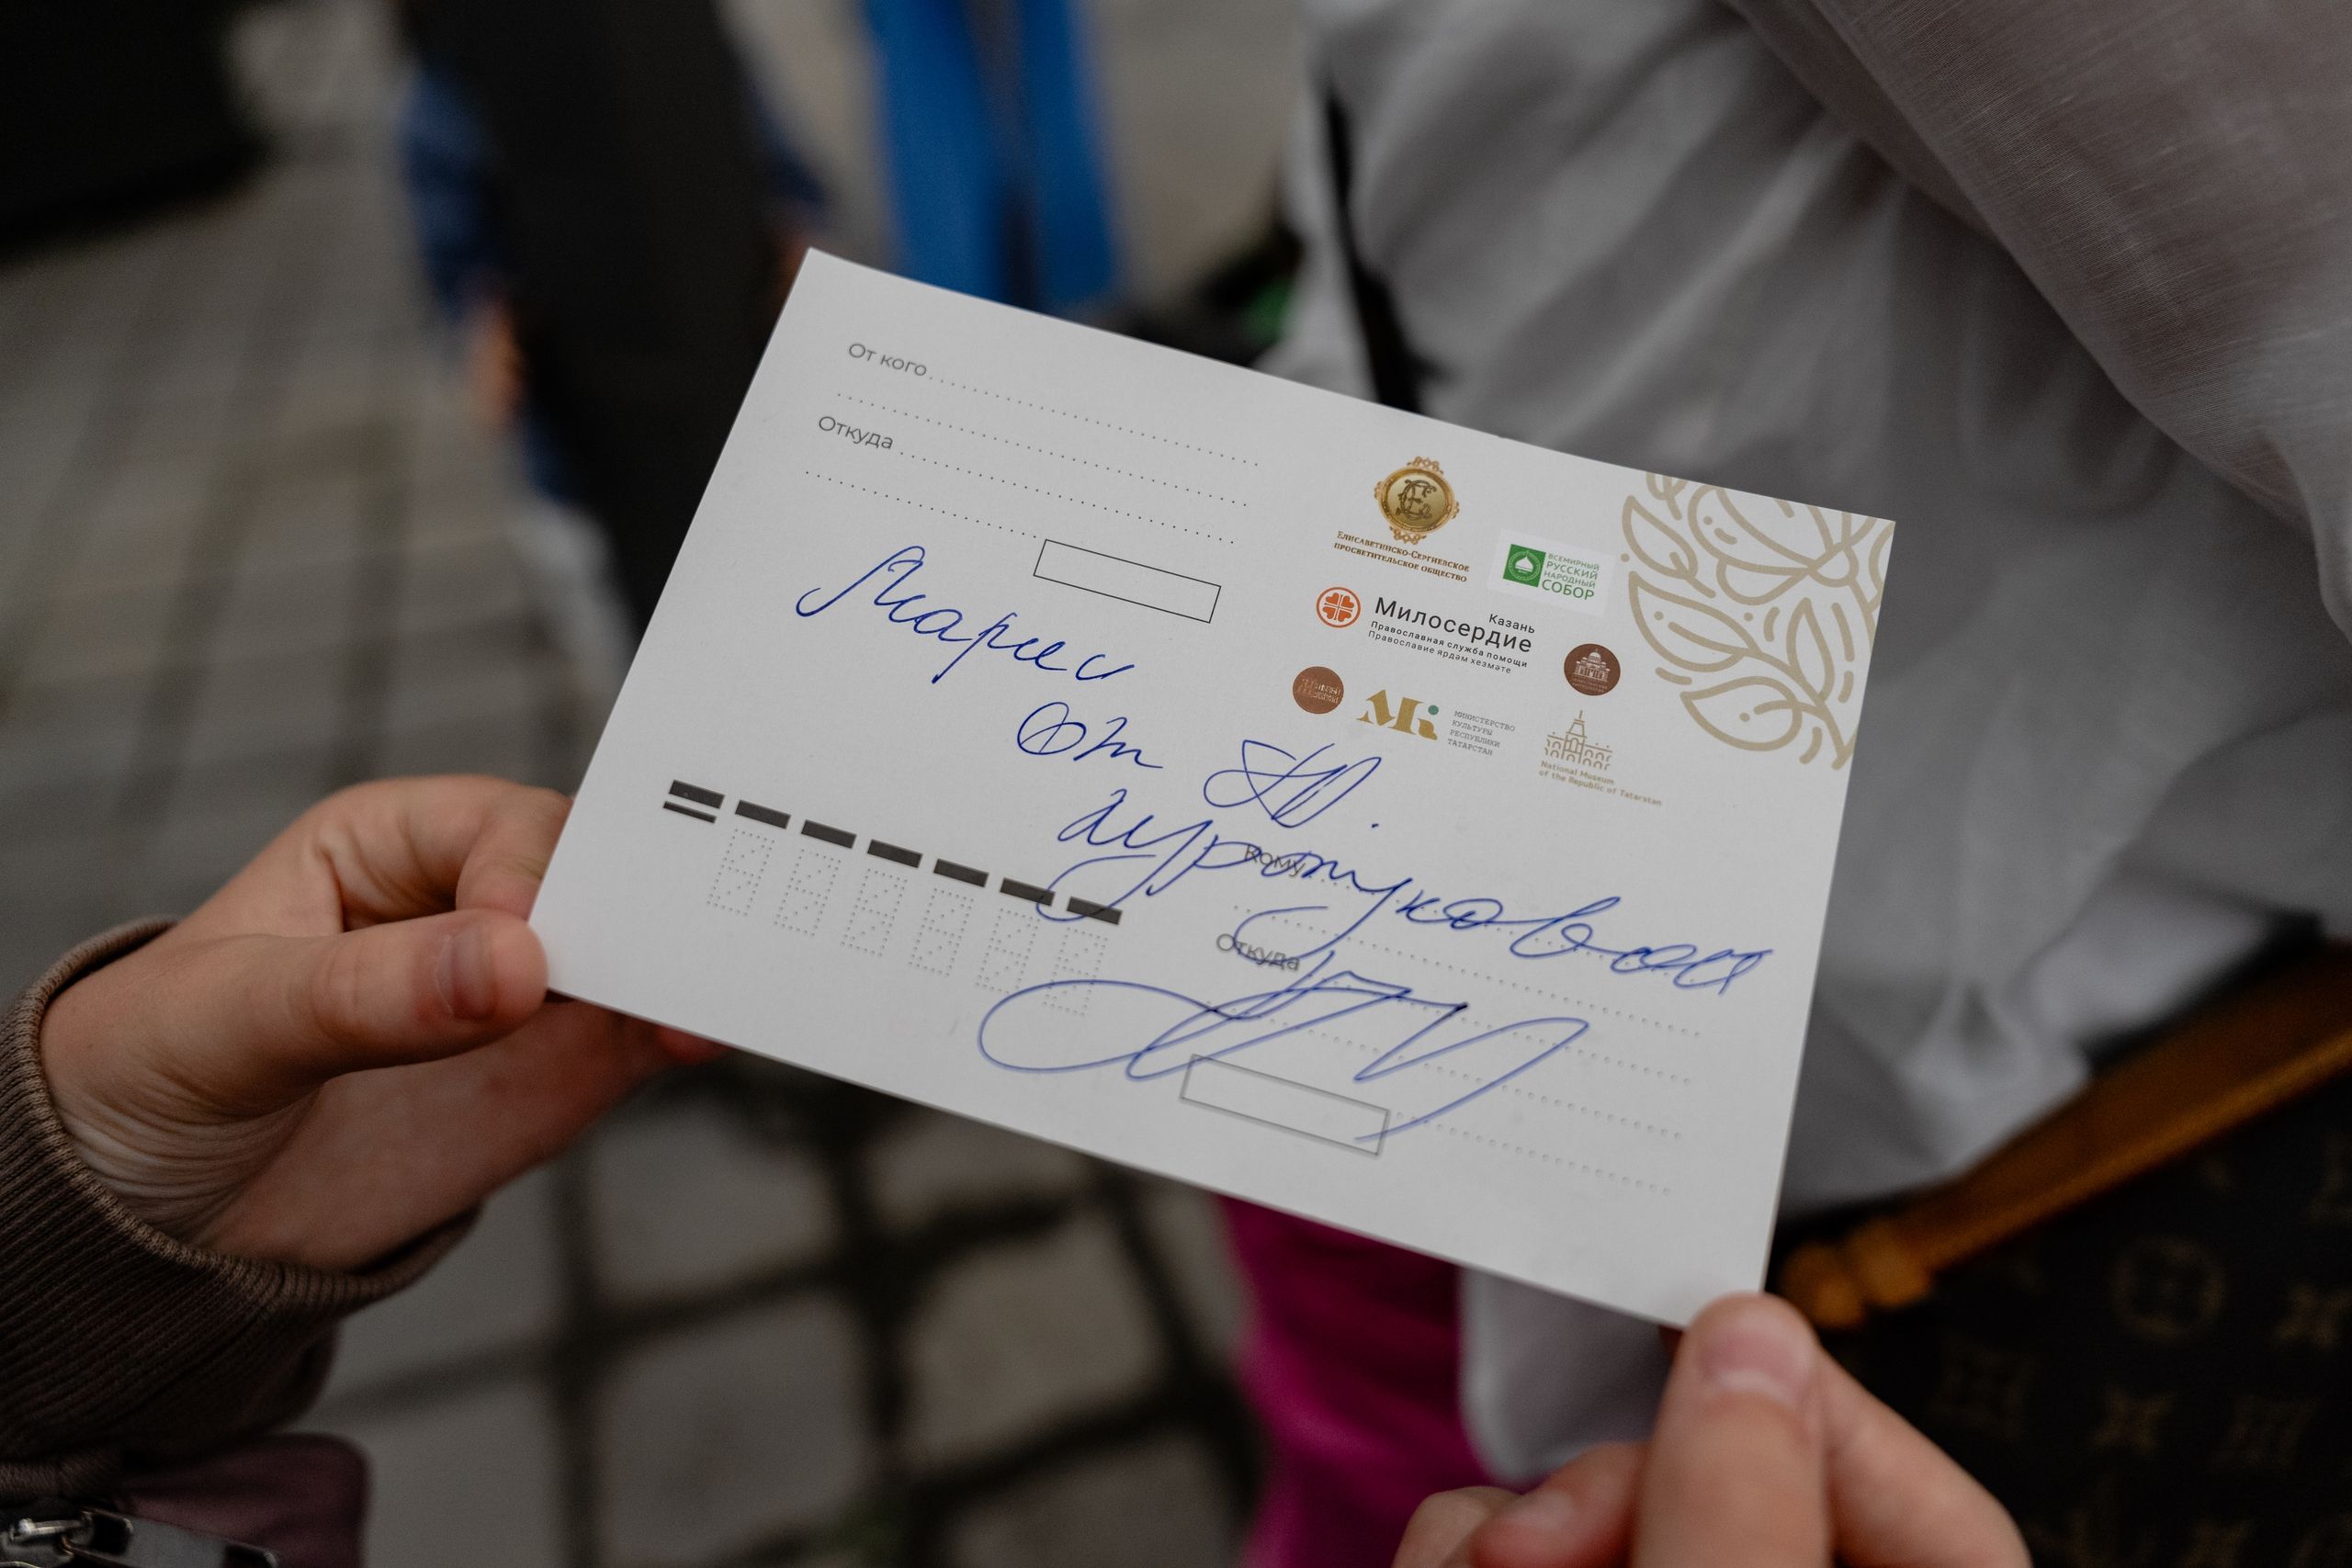 От кого
Откуда
Елисаветинско-Сергиевское
просветительское общество
ВСЕМИРНЫЙ
РУССКИЙ
НАРОДНЫЙ
СОБОР
Казань
Милосердие
Православная служба помощи
Православие ярдәм хезмәте
МИНИСТЕРСТВО
КУЛЬТУРЫ
РЕСПУБЛИКИ
ТАТАРСТАН
National Museum
of the Republic of Tatarstan
Марии
от Ю.
Кому
Откуда